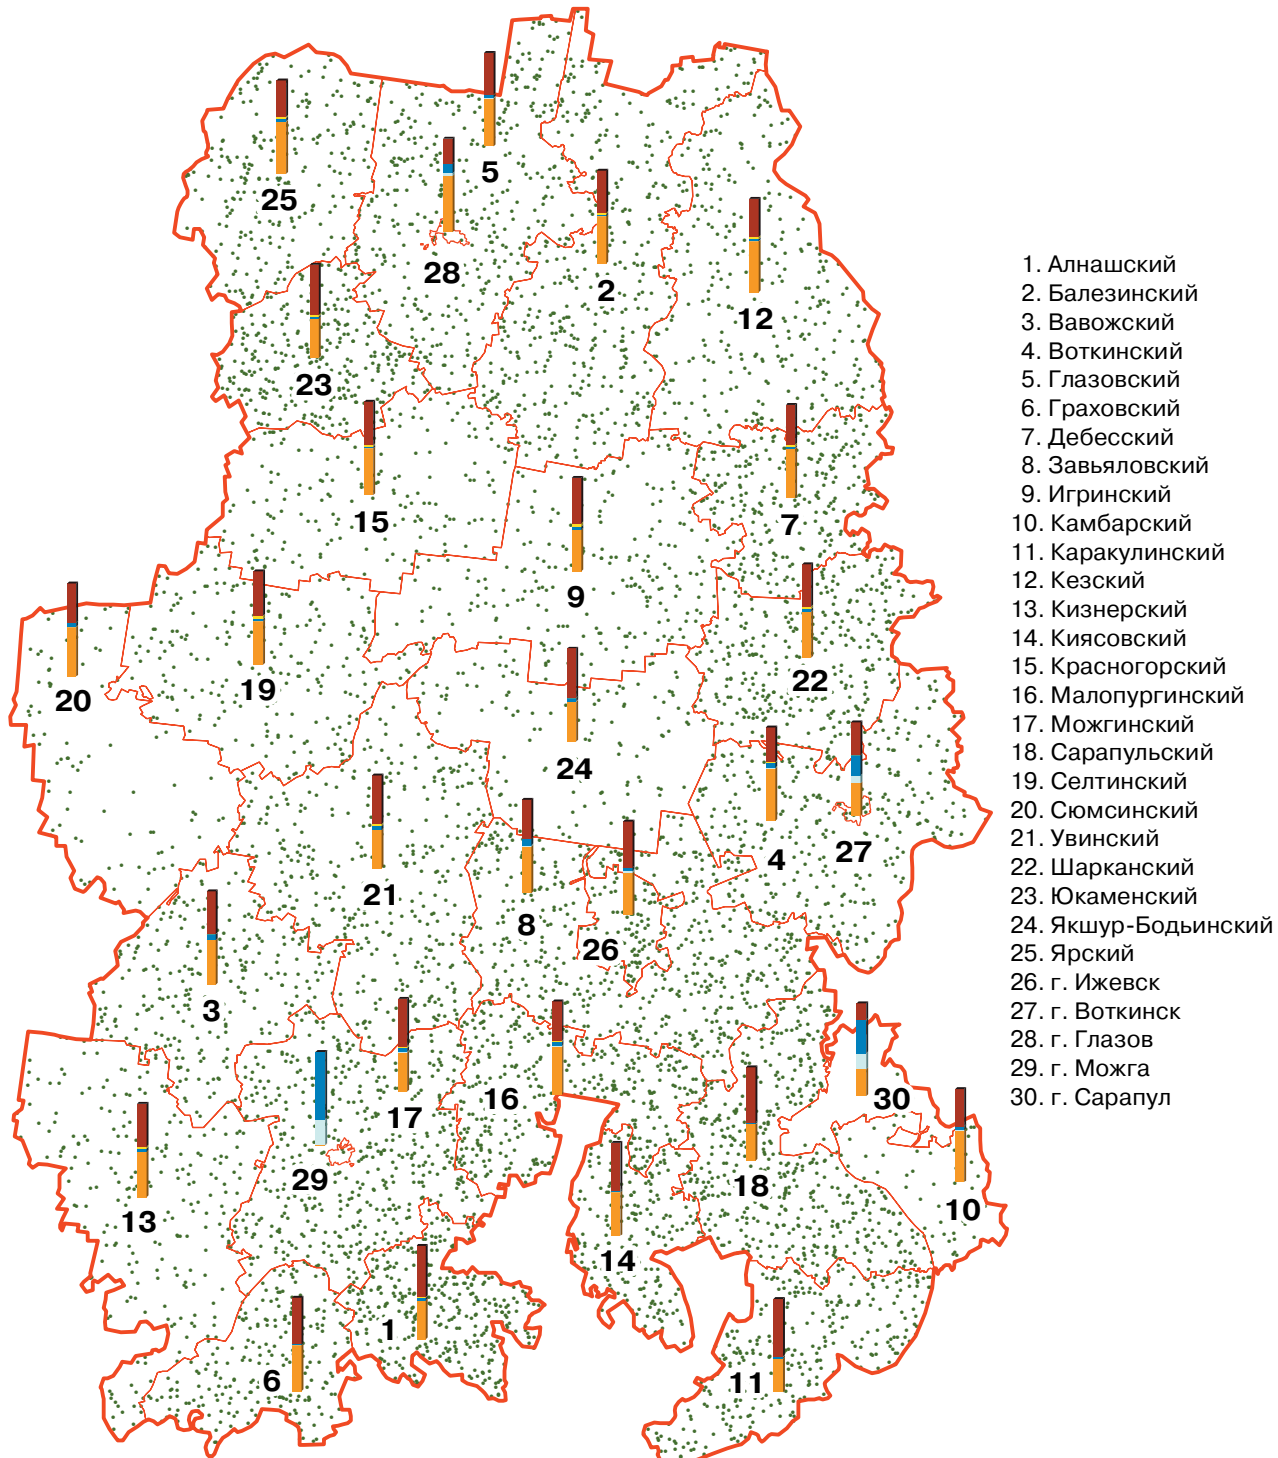 5
25
28
2
12
23
15
7
9
22
20
19
24
4
27
21
8
26
3
16
30
17
29
18
10
13
14
1
6
11
1. Алнашский
2. Балезинский
3. Вавожский
4. Воткинский
5. Глазовский
6. Граховский
7. Дебесский
8. Завьяловский
9. Игринский
10. Камбарский
11. Каракулинский
12. Кезский
13. Кизнерский
14. Киясовский
15. Красногорский
16. Малопургинский
17. Можгинский
18. Сарапульский
19. Селтинский
20. Сюмсинский
21. Увинский
22. Шарканский
23. Юкаменский
24. Якшур-Бодьинский
25. Ярский
26. г. Ижевск
27. г. Воткинск
28. г. Глазов
29. г. Можга
30. г. Сарапул